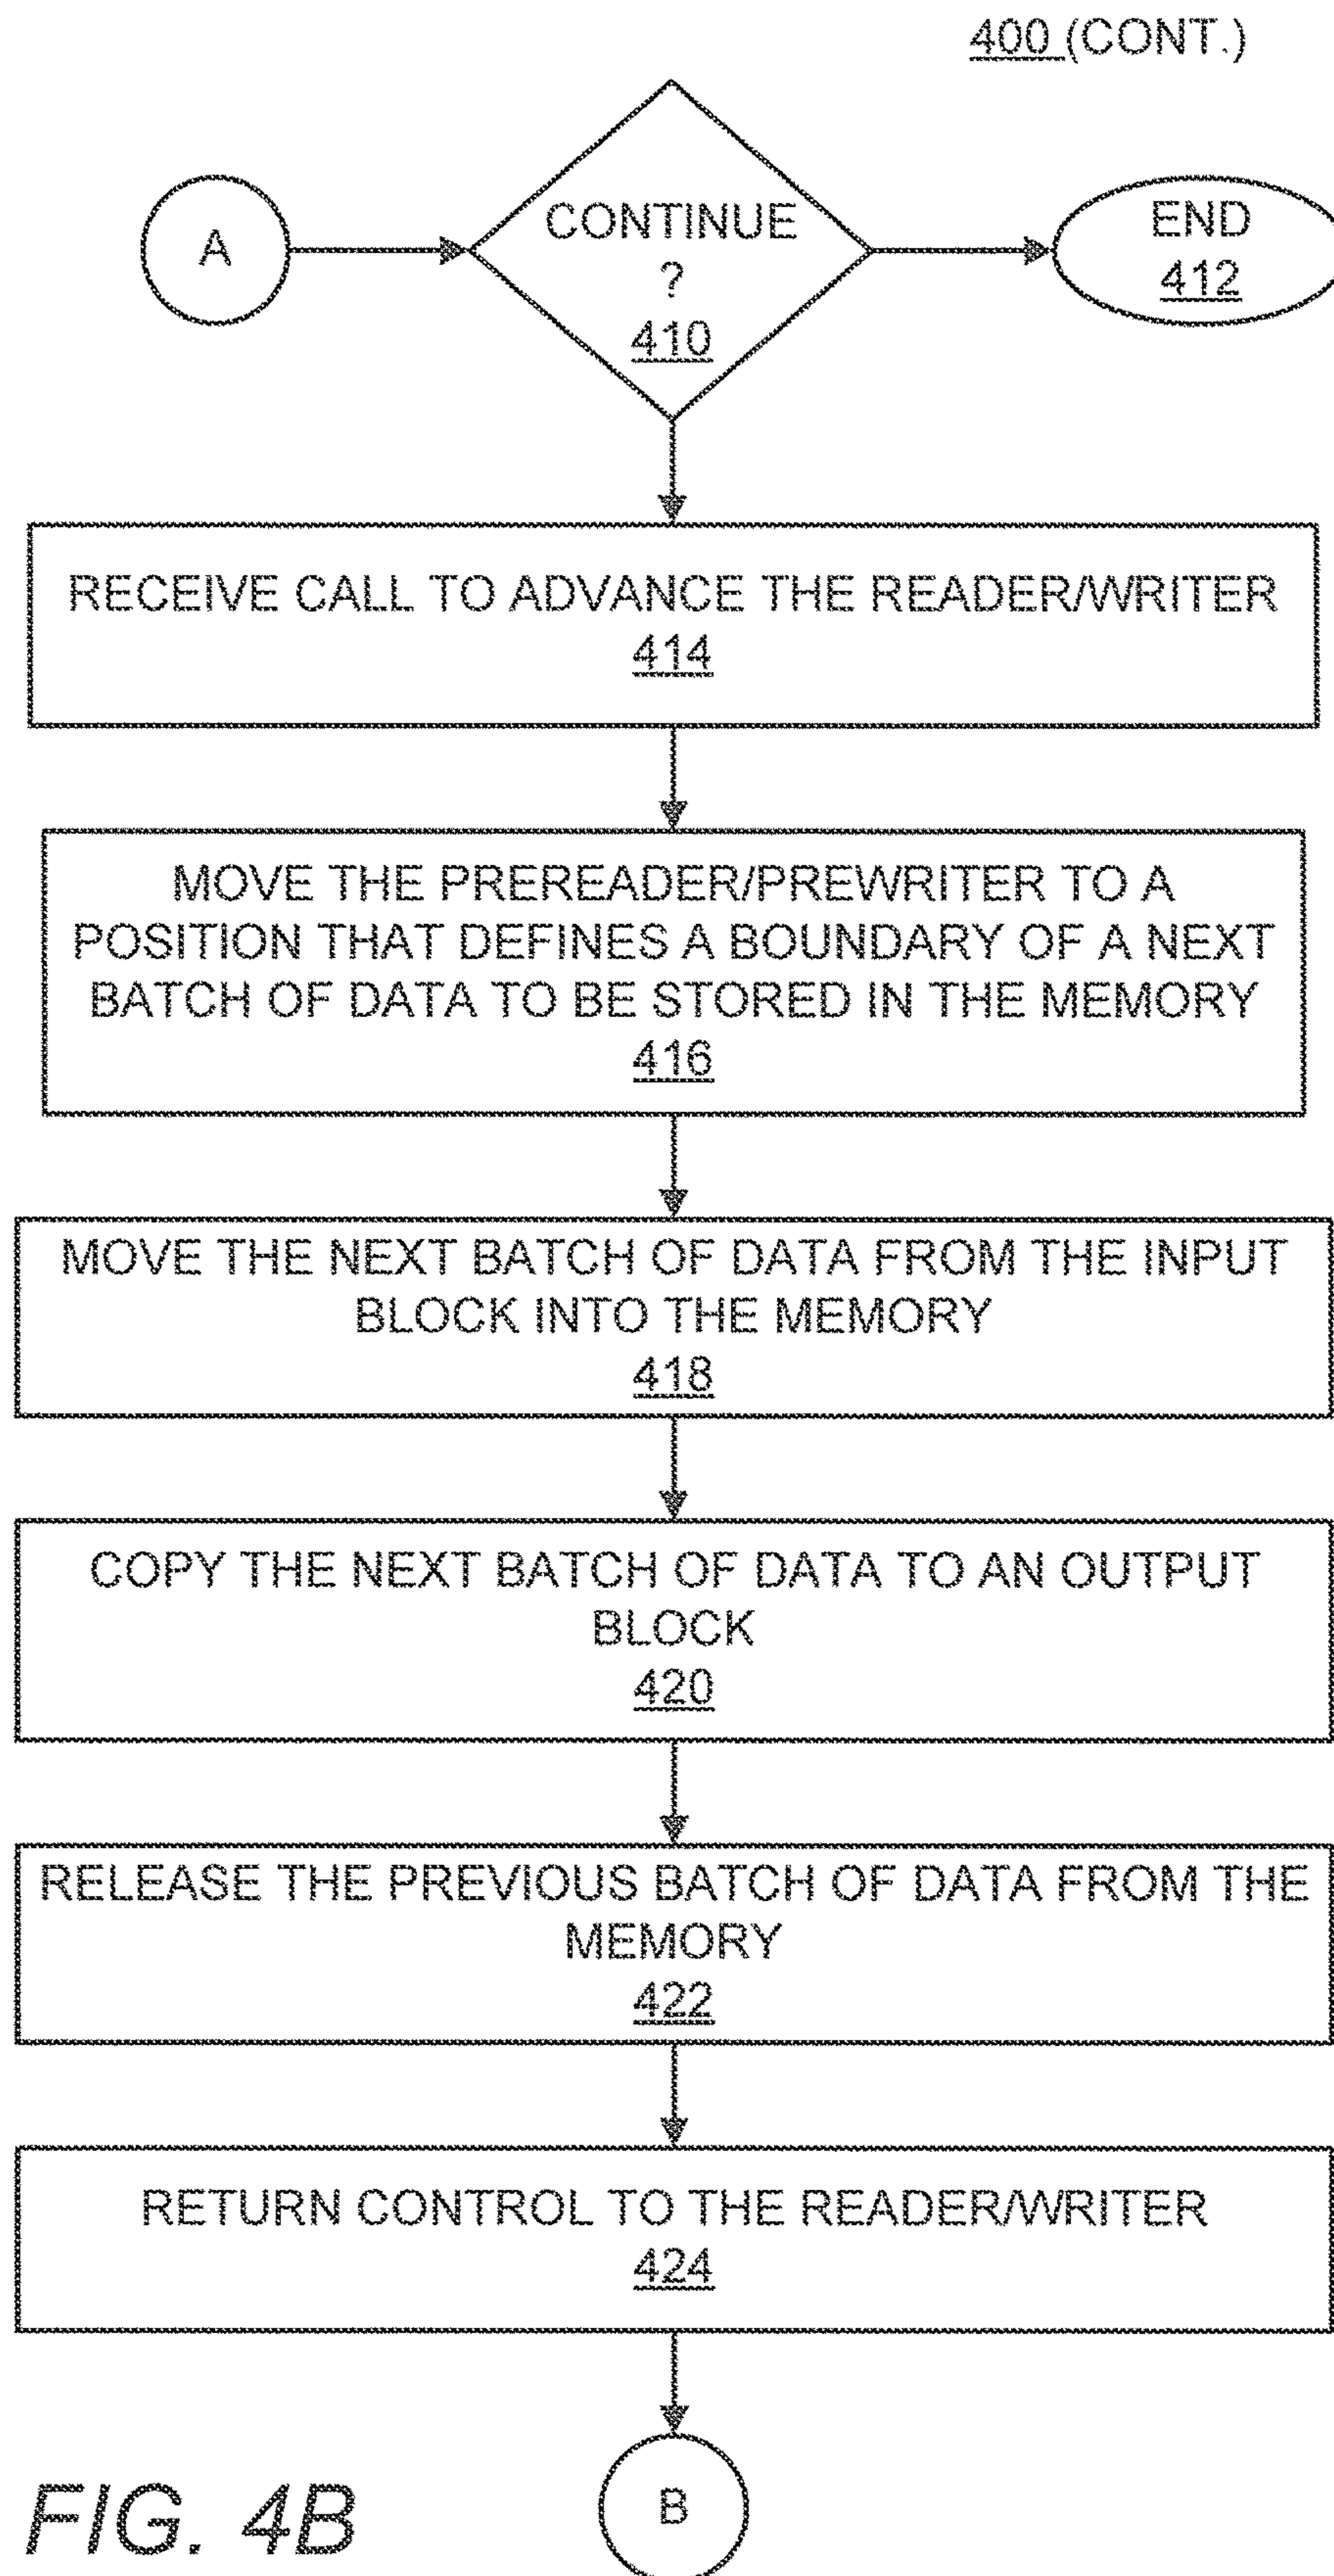 400 (CONT.)
A
CONTINUE
?
410
END
412
RECEIVE CALL TO ADVANCE THE READER/WRITER
414
MOVE THE PREREADER/PREWRITER TO A
POSITION THAT DEFINES A BOUNDARY OF A NEXT
BATCH OF DATA TO BE STORED IN THE MEMORY
416
MOVE THE NEXT BATCH OF DATA FROM THE INPUT
BLOCK INTO THE MEMORY
418
COPY THE NEXT BATCH OF DATA TO AN OUTPUT
BLOCK
420
RELEASE THE PREVIOUS BATCH OF DATA FROM THE
MEMORY
422
RETURN CONTROL TO THE READER/WRITER
424
B
FIG. 4B